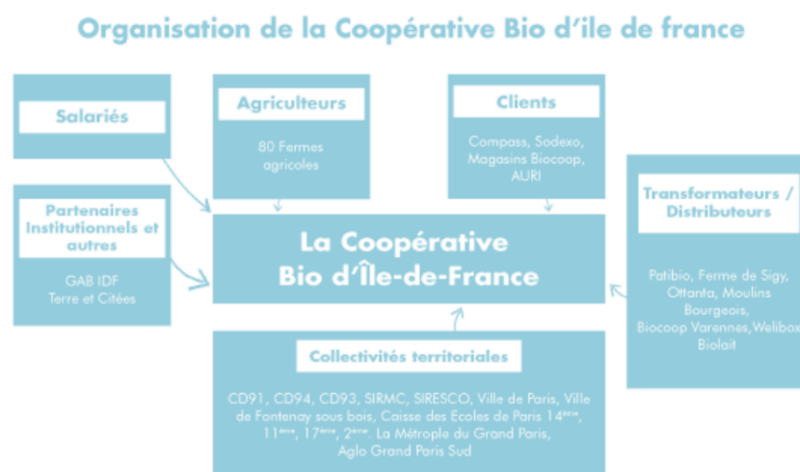 Organisation de la Coopérative Bio d'ile de france
Salariés
Agriculteurs
80 Fermes
agricoles
Clients
Compass, Sodexo,
Magasins Biocoop,
AURI
Partenaires
Institutionnels et
autres
GAB IDF
Terre et Citées
La Coopérative
Bio d'Île-de-France
Transformateurs /
Distributeurs
Patibio, Ferme de Sigy,
Ottanta, Moulins
Bourgeois,
Biocoop Varennes,Welibox
Biolait
Collectivités territoriales
CD91, CD94, CD93, SIRMC, SIRESCO, Ville de Paris, Ville
de Fontenay sous bois, Caisse des Ecoles de Paris 14ème,
11ème, 17ème, 2ème. La Métrople du Grand Paris,
Aglo Grand Paris Sud